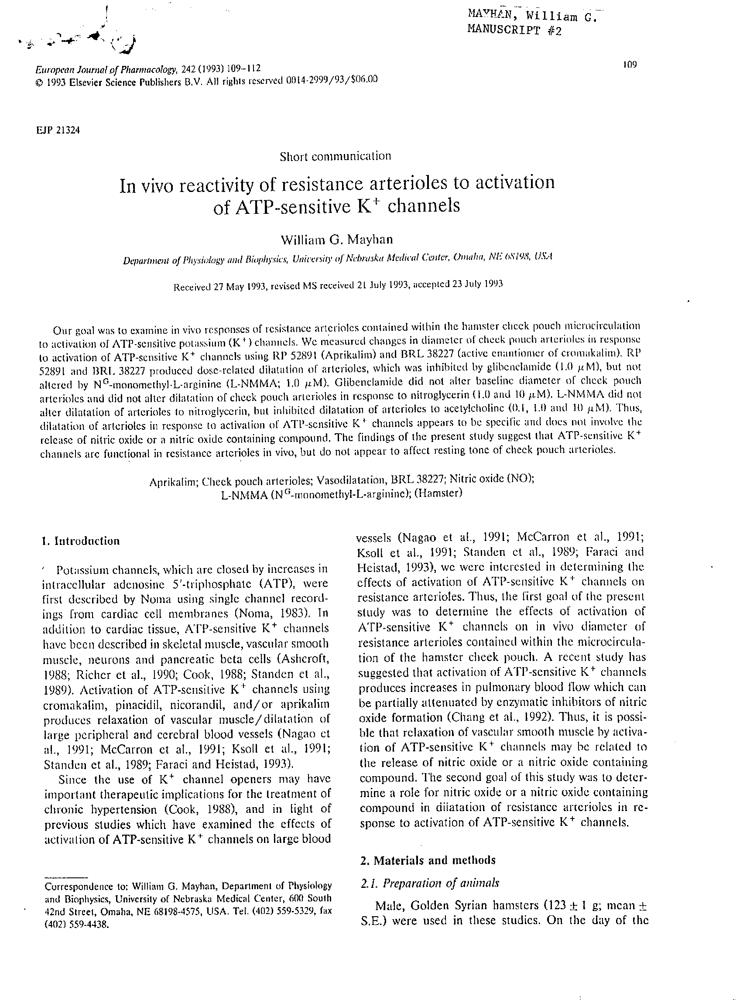 MAYHAN, William G.
MANUSCRIPT #2
European Journal of Pharmacology, 242 (1993) 109–112
© 1993 Elsevier Science Publishers B.V. All rights reserved 0014-2999/93/$06.00
109
EJP 21324
Short communication
In vivo reactivity of resistance arterioles to activation
of ATP-sensitive K⁺ channels
William G. Mayhan
Department of Physiology and Biophysics, University of Nebraska Medical Center, Omaha, NE 68198, USA
Received 27 May 1993, revised MS received 21 July 1993, accepted 23 July 1993
Our goal was to examine in vivo responses of resistance arterioles contained within the hamster cheek pouch microcirculation
to activation of ATP-sensitive potassium (K⁺) channels. We measured changes in diameter of cheek pouch arterioles in response
to activation of ATP-sensitive K⁺ channels using RP 52891 (Aprikalim) and BRL 38227 (active enantiomer of cromakalim). RP
52891 and BRL 38227 produced dose-related dilatation of arterioles, which was inhibited by glibenclamide (1.0 μM), but not
altered by Nᴳ-monomethyl-L-arginine (L-NMMA; 1.0 μM). Glibenclamide did not alter baseline diameter of cheek pouch
arterioles and did not alter dilatation of cheek pouch arterioles in response to nitroglycerin (1.0 and 10 μM). L-NMMA did not
alter dilatation of arterioles to nitroglycerin, but inhibited dilatation of arterioles to acetylcholine (0.1, 1.0 and 10 μM). Thus,
dilatation of arterioles in response to activation of ATP-sensitive K⁺ channels appears to be specific and does not involve the
release of nitric oxide or a nitric oxide containing compound. The findings of the present study suggest that ATP-sensitive K⁺
channels are functional in resistance arterioles in vivo, but do not appear to affect resting tone of cheek pouch arterioles.
Aprikalim; Cheek pouch arterioles; Vasodilatation, BRL 38227; Nitric oxide (NO);
L-NMMA (Nᴳ-monomethyl-L-arginine); (Hamster)
1. Introduction
Potassium channels, which are closed by increases in
intracellular adenosine 5'-triphosphate (ATP), were
first described by Noma using single channel record-
ings from cardiac cell membranes (Noma, 1983). In
addition to cardiac tissue, ATP-sensitive K⁺ channels
have been described in skeletal muscle, vascular smooth
muscle, neurons and pancreatic beta cells (Ashcroft,
1988; Richer et al., 1990; Cook, 1988; Standen et al.,
1989). Activation of ATP-sensitive K⁺ channels using
cromakalim, pinacidil, nicorandil, and/or aprikalim
produces relaxation of vascular muscle/dilatation of
large peripheral and cerebral blood vessels (Nagao et
al., 1991; McCarron et al., 1991; Ksoll et al., 1991;
Standen et al., 1989; Faraci and Heistad, 1993).
Since the use of K⁺ channel openers may have
important therapeutic implications for the treatment of
chronic hypertension (Cook, 1988), and in light of
previous studies which have examined the effects of
activation of ATP-sensitive K⁺ channels on large blood
Correspondence to: William G. Mayhan, Department of Physiology
and Biophysics, University of Nebraska Medical Center, 600 South
42nd Street, Omaha, NE 68198-4575, USA. Tel. (402) 559-5329, fax
(402) 559-4438.
vessels (Nagao et al., 1991; McCarron et al., 1991;
Ksoll et al., 1991; Standen et al., 1989; Faraci and
Heistad, 1993), we were interested in determining the
effects of activation of ATP-sensitive K⁺ channels on
resistance arterioles. Thus, the first goal of the present
study was to determine the effects of activation of
ATP-sensitive K⁺ channels on in vivo diameter of
resistance arterioles contained within the microcircula-
tion of the hamster cheek pouch. A recent study has
suggested that activation of ATP-sensitive K⁺ channels
produces increases in pulmonary blood flow which can
be partially attenuated by enzymatic inhibitors of nitric
oxide formation (Chang et al., 1992). Thus, it is possi-
ble that relaxation of vascular smooth muscle by activa-
tion of ATP-sensitive K⁺ channels may be related to
the release of nitric oxide or a nitric oxide containing
compound. The second goal of this study was to deter-
mine a role for nitric oxide or a nitric oxide containing
compound in dilatation of resistance arterioles in re-
sponse to activation of ATP-sensitive K⁺ channels.
2. Materials and methods
2.1. Preparation of animals
Male, Golden Syrian hamsters (123 ± 1 g; mean ±
S.E.) were used in these studies. On the day of the